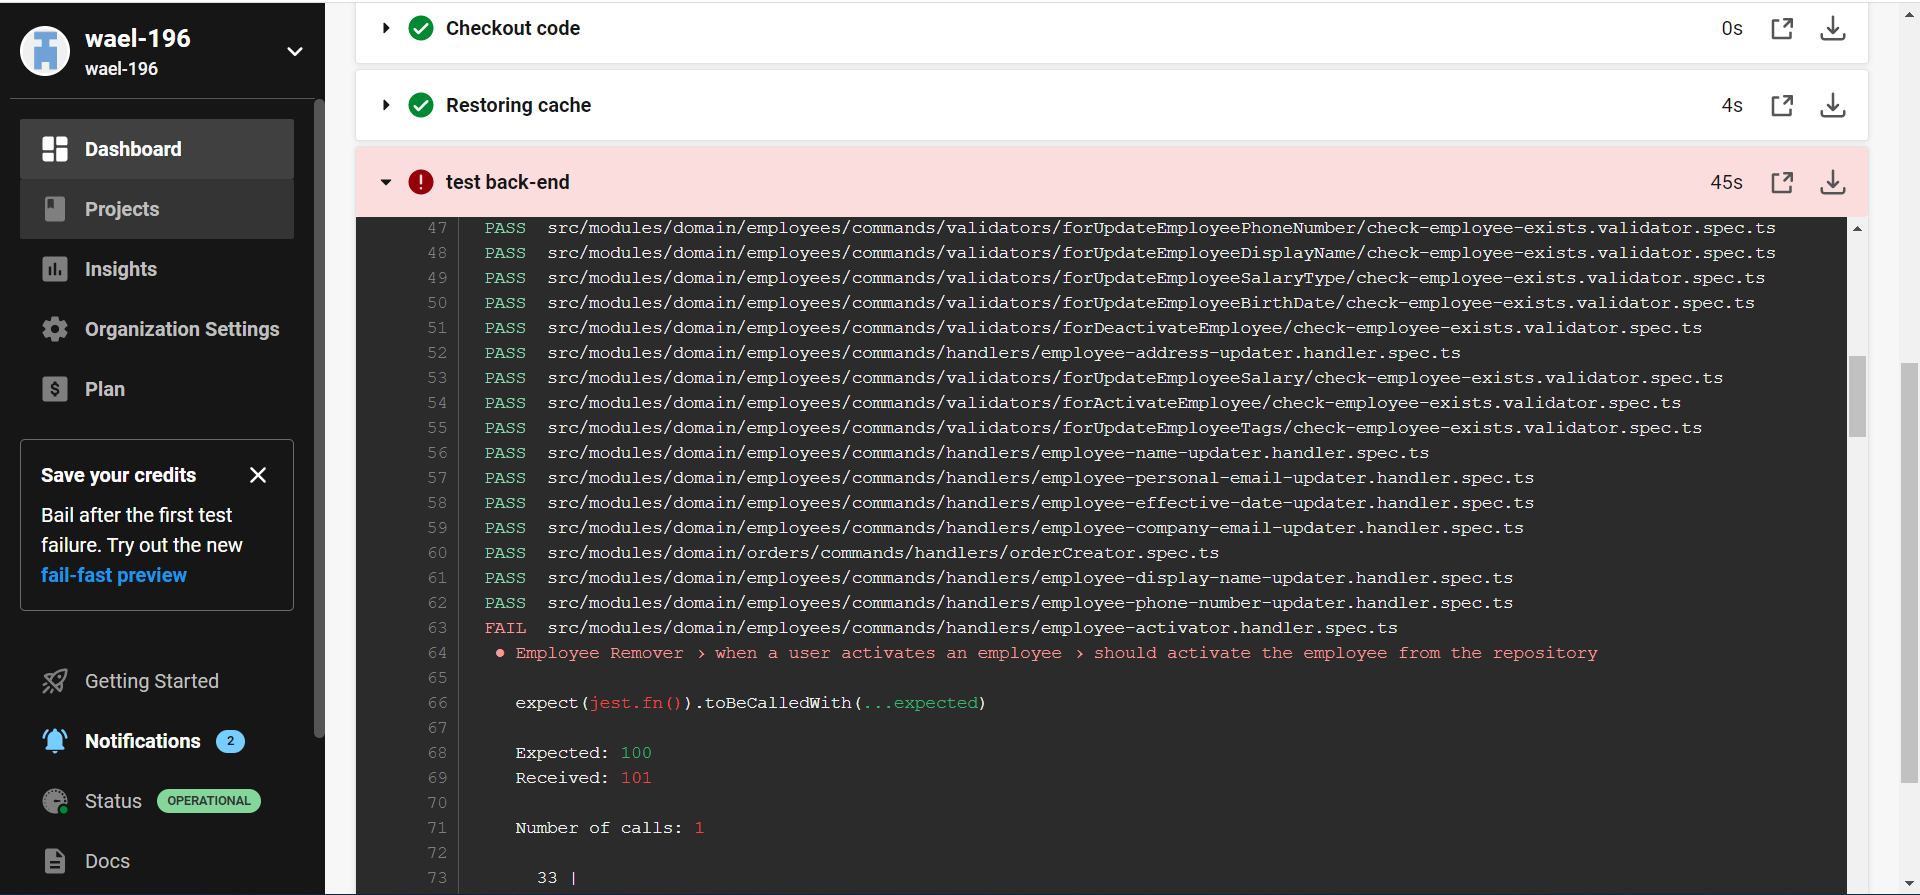 wael-196
wael-196
Dashboard
Projects
Insights
Organization Settings
Plan
Save your credits
Bail after the first test
failure. Try out the new
fail-fast preview
Getting Started
Notifications 2
Status OPERATIONAL
Docs
Checkout code 0s
Restoring cache 4s
test back-end 45s
47 PASS src/modules/domain/employees/commands/validators/forUpdateEmployeePhoneNumber/check-employee-exists.validator.spec.ts
48 PASS src/modules/domain/employees/commands/validators/forUpdateEmployeeDisplayName/check-employee-exists.validator.spec.ts
49 PASS src/modules/domain/employees/commands/validators/forUpdateEmployeeSalaryType/check-employee-exists.validator.spec.ts
50 PASS src/modules/domain/employees/commands/validators/forUpdateEmployeeBirthDate/check-employee-exists.validator.spec.ts
51 PASS src/modules/domain/employees/commands/validators/forDeactivateEmployee/check-employee-exists.validator.spec.ts
52 PASS src/modules/domain/employees/commands/handlers/employee-address-updater.handler.spec.ts
53 PASS src/modules/domain/employees/commands/validators/forUpdateEmployeeSalary/check-employee-exists.validator.spec.ts
54 PASS src/modules/domain/employees/commands/validators/forActivateEmployee/check-employee-exists.validator.spec.ts
55 PASS src/modules/domain/employees/commands/validators/forUpdateEmployeeTags/check-employee-exists.validator.spec.ts
56 PASS src/modules/domain/employees/commands/handlers/employee-name-updater.handler.spec.ts
57 PASS src/modules/domain/employees/commands/handlers/employee-personal-email-updater.handler.spec.ts
58 PASS src/modules/domain/employees/commands/handlers/employee-effective-date-updater.handler.spec.ts
59 PASS src/modules/domain/employees/commands/handlers/employee-company-email-updater.handler.spec.ts
60 PASS src/modules/domain/orders/commands/handlers/orderCreator.spec.ts
61 PASS src/modules/domain/employees/commands/handlers/employee-display-name-updater.handler.spec.ts
62 PASS src/modules/domain/employees/commands/handlers/employee-phone-number-updater.handler.spec.ts
63 FAIL src/modules/domain/employees/commands/handlers/employee-activator.handler.spec.ts
64 ● Employee Remover › when a user activates an employee › should activate the employee from the repository
65
66 expect(jest.fn()).toBeCalledWith(...expected)
67
68 Expected: 100
69 Received: 101
70
71 Number of calls: 1
72
73 33 |